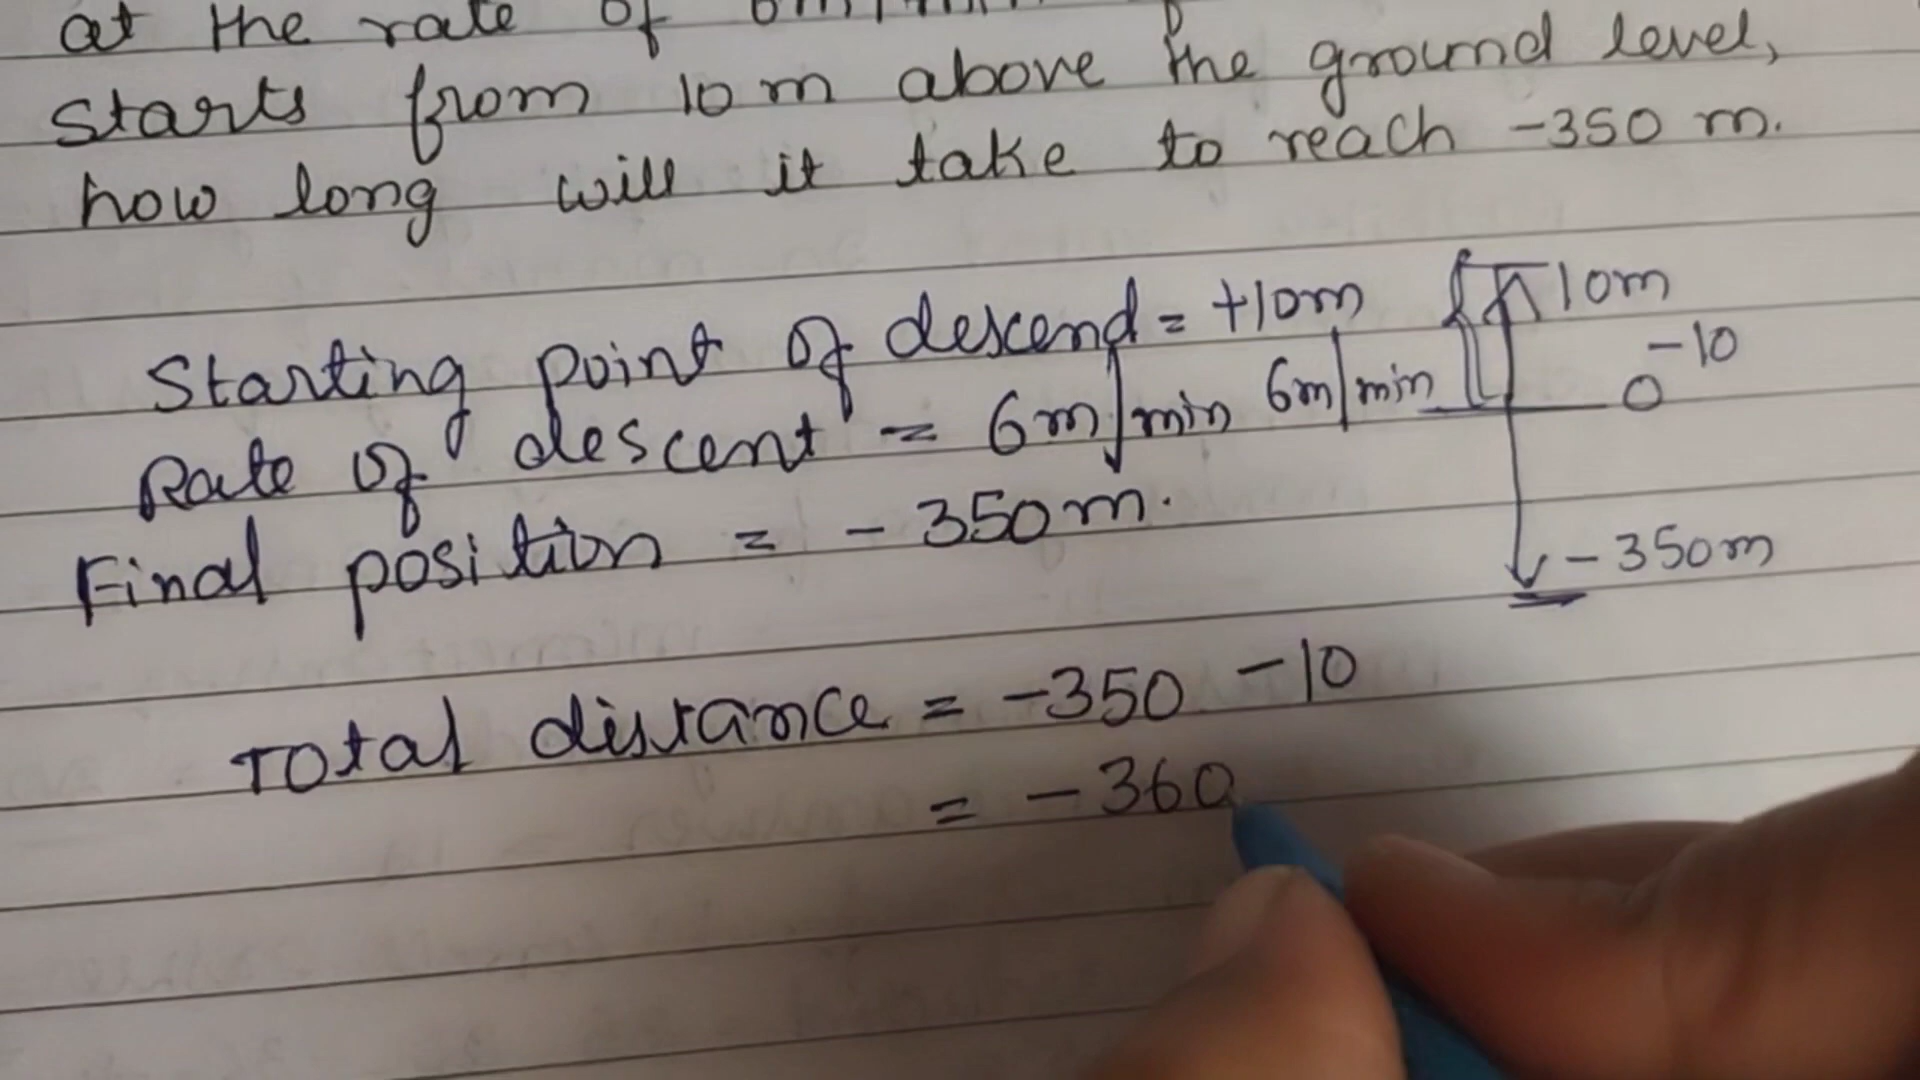 at the rate of 6m/min
starts from 10 m above the ground level,
how long will it take to reach -350 m.
Starting point of descend = +10m
10m
-10
Rate of descent = 6m/min 6m/min
0
Final position = - 350m.
- 350m
Total distance = -350 -10
= - 360